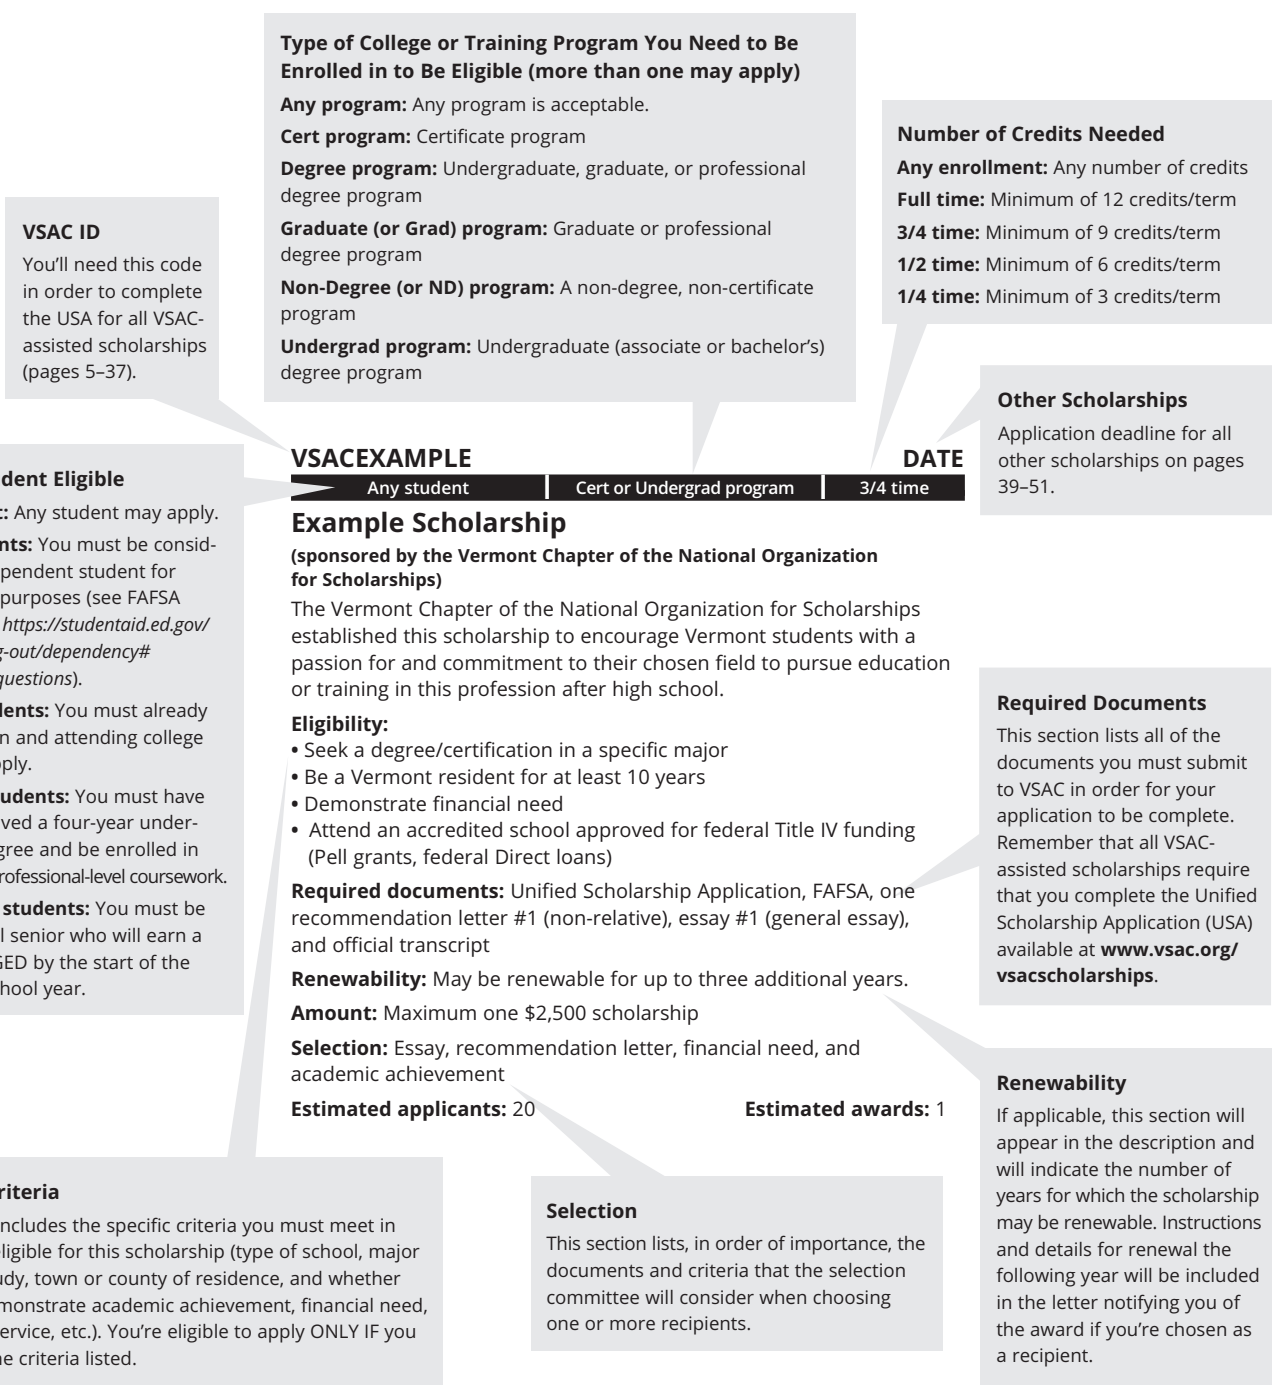 Type of College or Training Program You Need to Be
Enrolled in to Be Eligible (more than one may apply)
Any program: Any program is acceptable.
Cert program: Certificate program
Degree program: Undergraduate, graduate, or professional
degree program
Graduate (or Grad) program: Graduate or professional
degree program
Non-Degree (or ND) program: A non-degree, non-certificate
program
Undergrad program: Undergraduate (associate or bachelor's)
degree program
Number of Credits Needed
Any enrollment: Any number of credits
Full time: Minimum of 12 credits/term
3/4 time: Minimum of 9 credits/term
1/2 time: Minimum of 6 credits/term
1/4 time: Minimum of 3 credits/term
VSAC ID
You'll need this code
in order to complete
the USA for all VSAC-
assisted scholarships
(pages 5–37).
Other Scholarships
Application deadline for all
other scholarships on pages
39–51.
dent Eligible
t: Any student may apply.
nts: You must be consid-
pendent student for
purposes (see FAFSA
https://studentaid.ed.gov/
g-out/dependency#
questions).
dents: You must already
n and attending college
ply.
udents: You must have
ved a four-year under-
gree and be enrolled in
rofessional-level coursework.
students: You must be
l senior who will earn a
GED by the start of the
hool year.
VSACEXAMPLE DATE
Any student Cert or Undergrad program 3/4 time
Example Scholarship
(sponsored by the Vermont Chapter of the National Organization
for Scholarships)
The Vermont Chapter of the National Organization for Scholarships
established this scholarship to encourage Vermont students with a
passion for and commitment to their chosen field to pursue education
or training in this profession after high school.
Eligibility:
• Seek a degree/certification in a specific major
• Be a Vermont resident for at least 10 years
• Demonstrate financial need
• Attend an accredited school approved for federal Title IV funding
(Pell grants, federal Direct loans)
Required documents: Unified Scholarship Application, FAFSA, one
recommendation letter #1 (non-relative), essay #1 (general essay),
and official transcript
Renewability: May be renewable for up to three additional years.
Amount: Maximum one $2,500 scholarship
Selection: Essay, recommendation letter, financial need, and
academic achievement
Estimated applicants: 20 Estimated awards: 1
Required Documents
This section lists all of the
documents you must submit
to VSAC in order for your
application to be complete.
Remember that all VSAC-
assisted scholarships require
that you complete the Unified
Scholarship Application (USA)
available at www.vsac.org/
vsacscholarships.
Renewability
If applicable, this section will
appear in the description and
will indicate the number of
years for which the scholarship
may be renewable. Instructions
and details for renewal the
following year will be included
in the letter notifying you of
the award if you're chosen as
a recipient.
riteria
ncludes the specific criteria you must meet in
eligible for this scholarship (type of school, major
udy, town or county of residence, and whether
monstrate academic achievement, financial need,
ervice, etc.). You're eligible to apply ONLY IF you
he criteria listed.
Selection
This section lists, in order of importance, the
documents and criteria that the selection
committee will consider when choosing
one or more recipients.